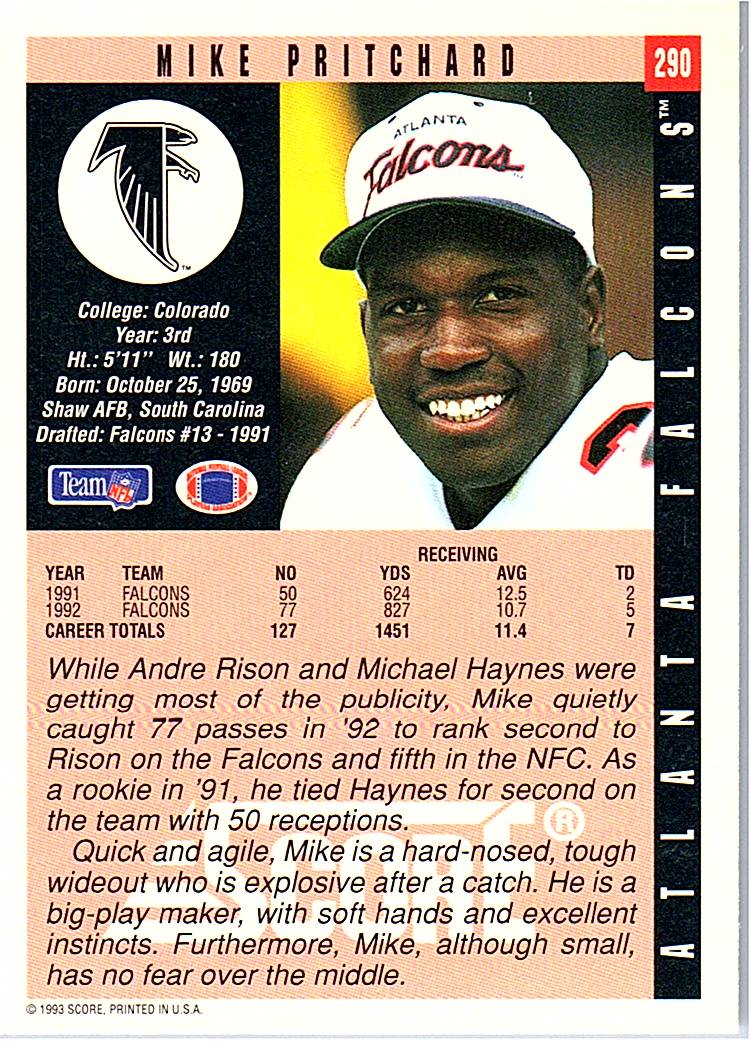 MIKE PRITCHARD
290
ATLANTA FALCONS™
ATLANTA
Falcons
™
College: Colorado
Year: 3rd
Ht.: 5'11" Wt.: 180
Born: October 25, 1969
Shaw AFB, South Carolina
Drafted: Falcons #13 - 1991
Team NFL
RECEIVING
YEAR TEAM NO YDS AVG TD
1991 FALCONS 50 624 12.5 2
1992 FALCONS 77 827 10.7 5
CAREER TOTALS 127 1451 11.4 7
While Andre Rison and Michael Haynes were
getting most of the publicity, Mike quietly
caught 77 passes in '92 to rank second to
Rison on the Falcons and fifth in the NFC. As
a rookie in '91, he tied Haynes for second on
the team with 50 receptions.
Quick and agile, Mike is a hard-nosed, tough
wideout who is explosive after a catch. He is a
big-play maker, with soft hands and excellent
instincts. Furthermore, Mike, although small,
has no fear over the middle.
SCORE®
© 1993 SCORE, PRINTED IN U.S.A.